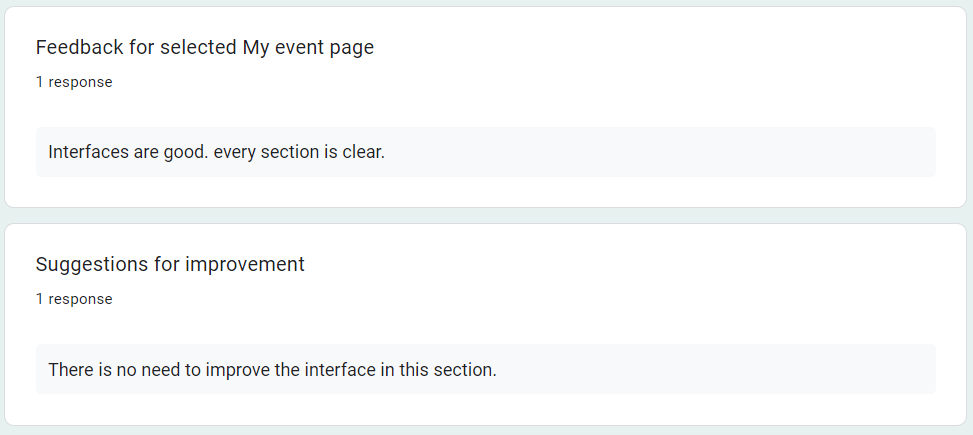 Feedback for selected My event page
1 response
Interfaces are good. every section is clear.
Suggestions for improvement
1 response
There is no need to improve the interface in this section.